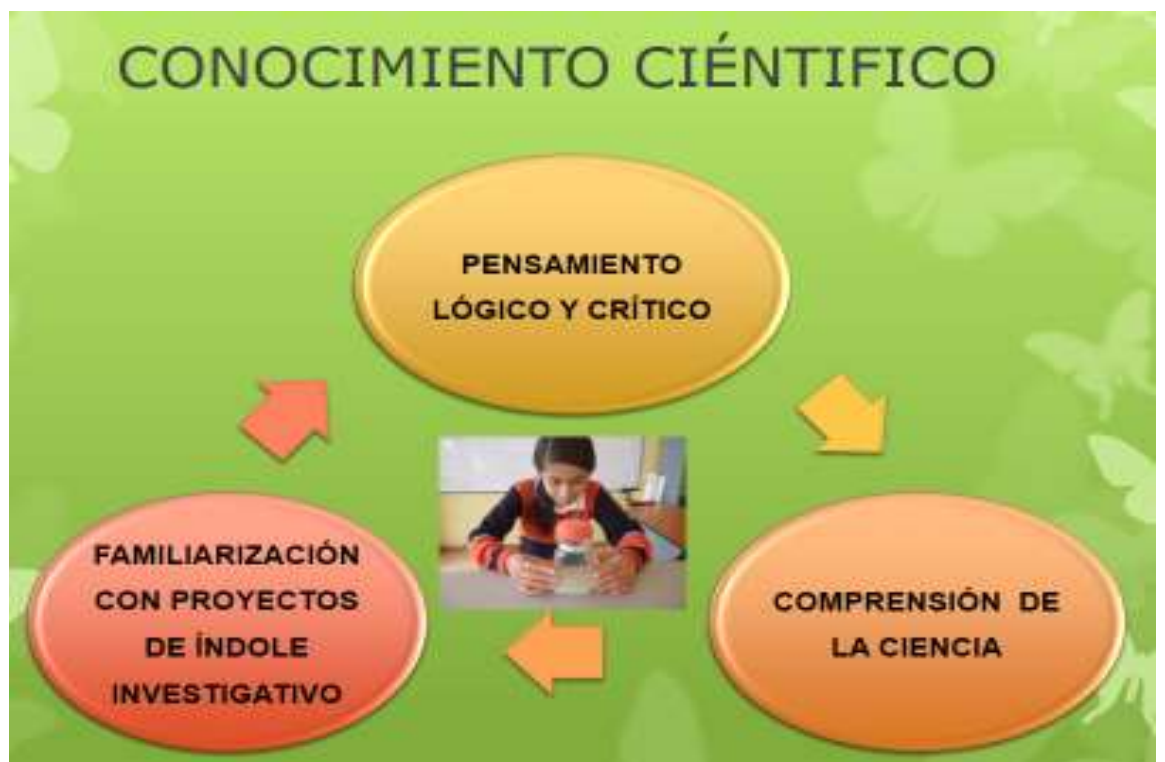 CONOCIMIENTO CIÉNTIFICO
PENSAMIENTO
LÓGICO Y CRÍTICO
COMPRENSIÓN DE
LA CIENCIA
FAMILIARIZACIÓN
CON PROYECTOS
DE ÍNDOLE
INVESTIGATIVO